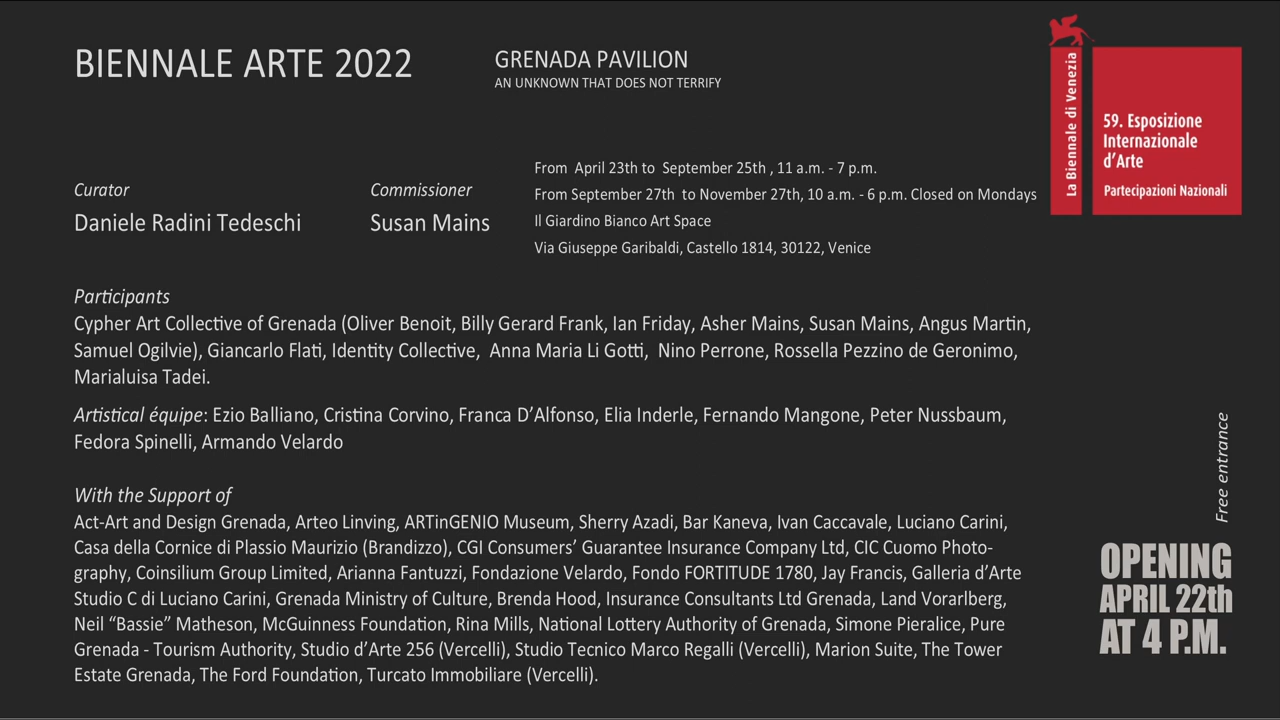 BIENNALE ARTE 2022
GRENADA PAVILION
AN UNKNOWN THAT DOES NOT TERRIFY
La Biennale di Venezia
59. Esposizione
Internazionale
d'Arte
Partecipazioni Nazionali
Curator
Daniele Radini Tedeschi
Commissioner
Susan Mains
From April 23th to September 25th , 11 a.m. - 7 p.m.
From September 27th to November 27th, 10 a.m. - 6 p.m. Closed on Mondays
Il Giardino Bianco Art Space
Via Giuseppe Garibaldi, Castello 1814, 30122, Venice
Participants
Cypher Art Collective of Grenada (Oliver Benoit, Billy Gerard Frank, Ian Friday, Asher Mains, Susan Mains, Angus Martin,
Samuel Ogilvie), Giancarlo Flati, Identity Collective, Anna Maria Li Gotti, Nino Perrone, Rossella Pezzino de Geronimo,
Marialuisa Tadei.
Artistical équipe: Ezio Balliano, Cristina Corvino, Franca D'Alfonso, Elia Inderle, Fernando Mangone, Peter Nussbaum,
Fedora Spinelli, Armando Velardo
With the Support of
Act-Art and Design Grenada, Arteo Linving, ARTinGENIO Museum, Sherry Azadi, Bar Kaneva, Ivan Caccavale, Luciano Carini,
Casa della Cornice di Plassio Maurizio (Brandizzo), CGI Consumers' Guarantee Insurance Company Ltd, CIC Cuomo Photo-
graphy, Coinsilium Group Limited, Arianna Fantuzzi, Fondazione Velardo, Fondo FORTITUDE 1780, Jay Francis, Galleria d'Arte
Studio C di Luciano Carini, Grenada Ministry of Culture, Brenda Hood, Insurance Consultants Ltd Grenada, Land Vorarlberg,
Neil "Bassie" Matheson, McGuinness Foundation, Rina Mills, National Lottery Authority of Grenada, Simone Pieralice, Pure
Grenada - Tourism Authority, Studio d'Arte 256 (Vercelli), Studio Tecnico Marco Regalli (Vercelli), Marion Suite, The Tower
Estate Grenada, The Ford Foundation, Turcato Immobiliare (Vercelli).
Free entrance
OPENING
APRIL 22th
AT 4 P.M.